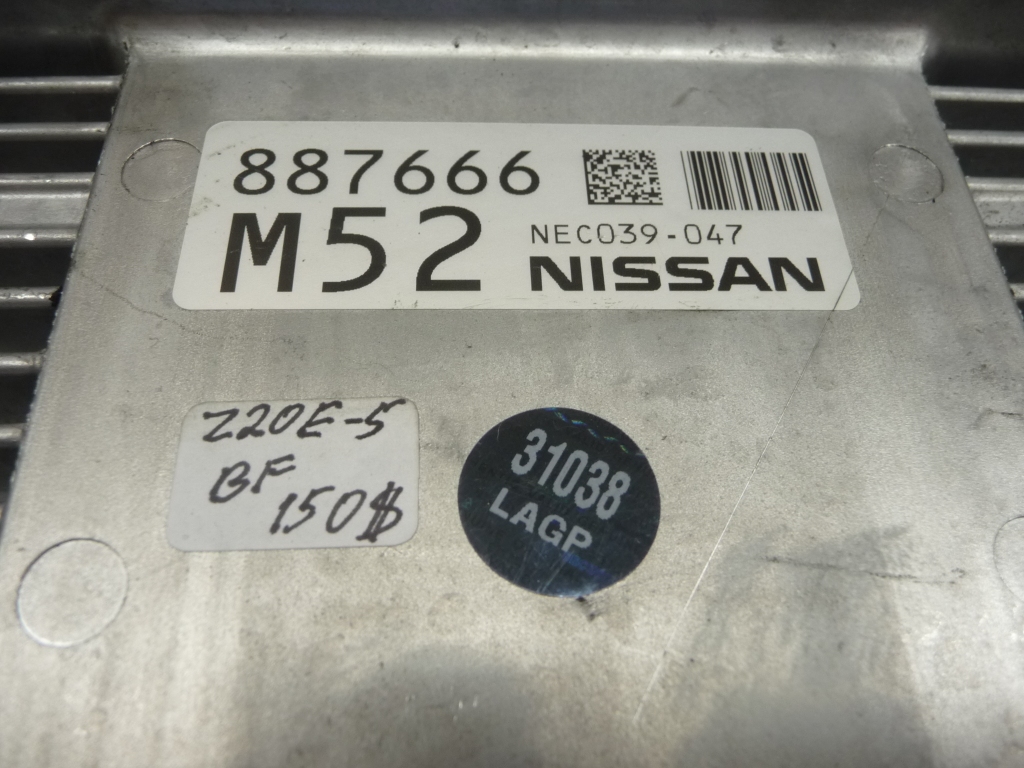 887666
M52
NEC039-047
NISSAN
Z20E-5
BF
150$
31038
LAGP